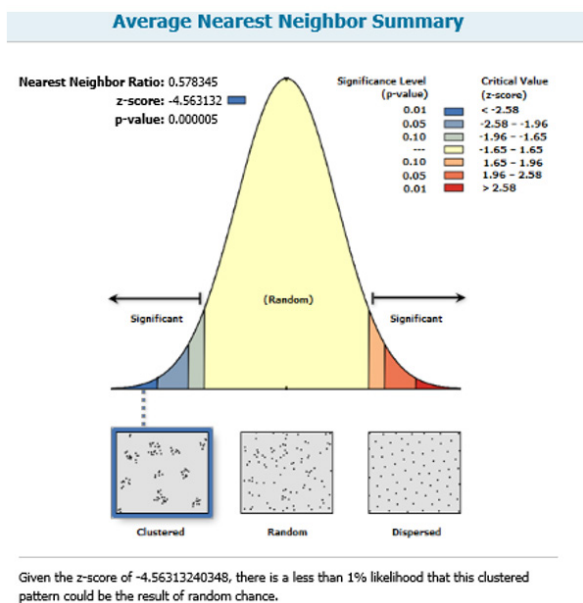 Average Nearest Neighbor Summary
Nearest Neighbor Ratio: 0.578345
z-score: -4.563132
p-value: 0.000005
Significance Level Critical Value
(p-value) (z-score)
0.01 < -2.58
0.05 -2.58 - -1.96
0.10 -1.96 - -1.65
--- -1.65 - 1.65
0.10 1.65 - 1.96
0.05 1.96 - 2.58
0.01 > 2.58
(Random)
Significant Significant
Clustered Random Dispersed
Given the z-score of -4.56313240348, there is a less than 1% likelihood that this clustered
pattern could be the result of random chance.